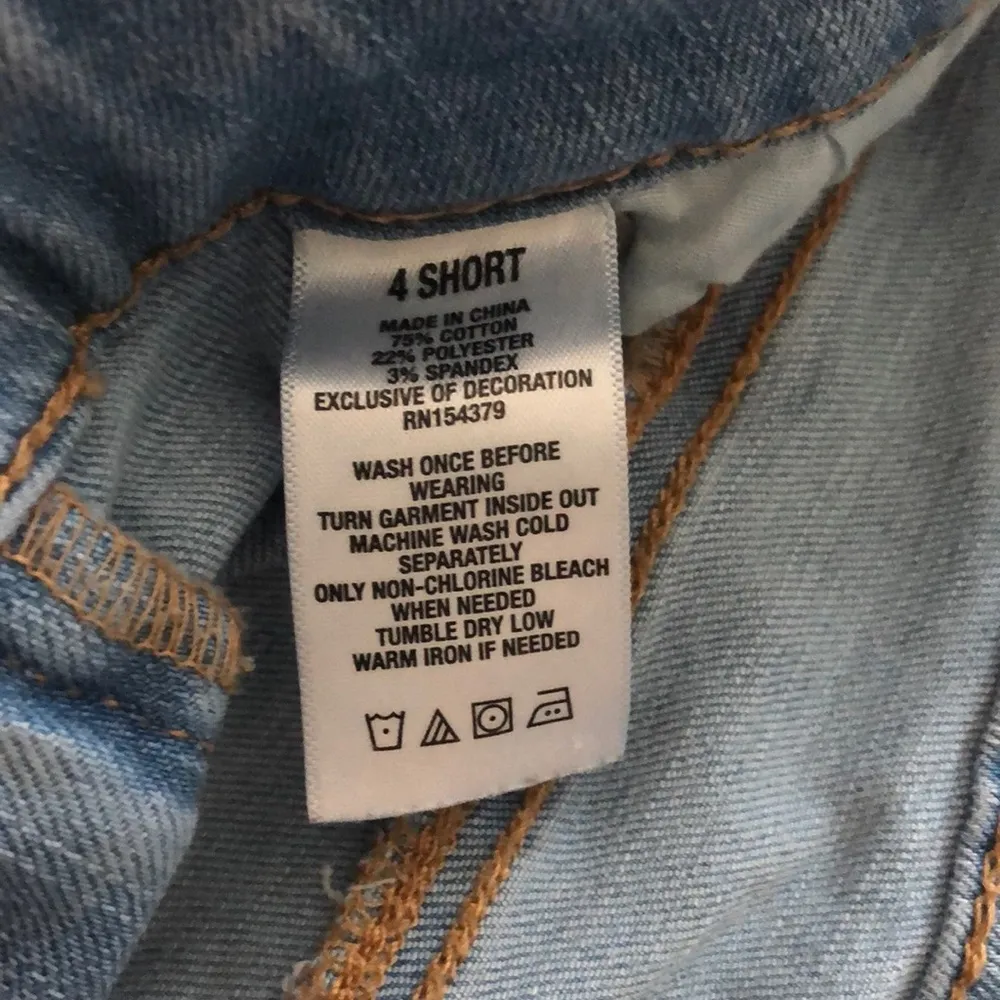 4 SHORT
MADE IN CHINA
75% COTTON
22% POLYESTER
3% SPANDEX
EXCLUSIVE OF DECORATION
RN154379
WASH ONCE BEFORE
WEARING
TURN GARMENT INSIDE OUT
MACHINE WASH COLD
SEPARATELY
ONLY NON-CHLORINE BLEACH
WHEN NEEDED
TUMBLE DRY LOW
WARM IRON IF NEEDED